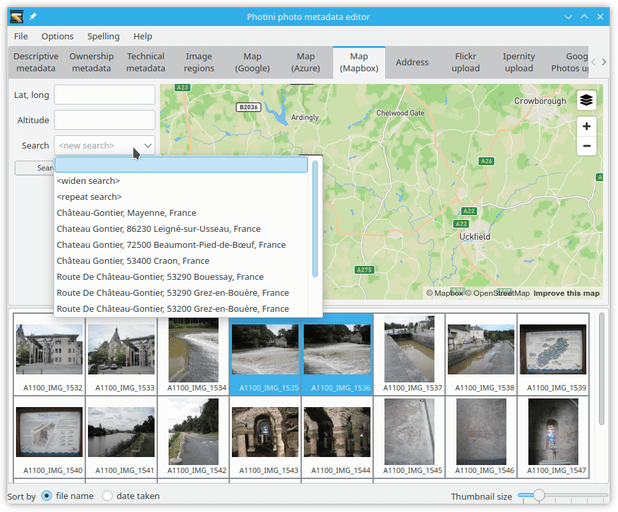 Photini photo metadata editor
File Options Spelling Help
Descriptive metadata
Ownership metadata
Technical metadata
Image regions
Map (Google)
Map (Azure)
Map (Mapbox)
Address
Flickr upload
Ipernity upload
Goog
Photos u
Lat, long
Altitude
Search <new search>
Sear
<widen search>
<repeat search>
Château-Gontier, Mayenne, France
Chateau Gontier, 86230 Leigné-sur-Usseau, France
Chateau Gontier, 72500 Beaumont-Pied-de-Bœuf, France
Château Gontier, 53400 Craon, France
Route De Château-Gontier, 53290 Bouessay, France
Route De Château-Gontier, 53290 Grez-en-Bouère, France
Route De Château-Gontier, 53200 Grez-en-Bouère, France
A23
B2036
Ardingly
Chelwood Gate
Crowborough
A26
A22
A22
Uckfield
A275
© Mapbox © OpenStreetMap Improve this map
A1100_IMG_1532 A1100_IMG_1533 A1100_IMG_1534 A1100_IMG_1535 A1100_IMG_1536 A1100_IMG_1537 A1100_IMG_1538 A1100_IMG_1539
A1100_IMG_1540 A1100_IMG_1541 A1100_IMG_1542 A1100_IMG_1543 A1100_IMG_1544 A1100_IMG_1545 A1100_IMG_1546 A1100_IMG_1547
Sort by file name date taken Thumbnail size